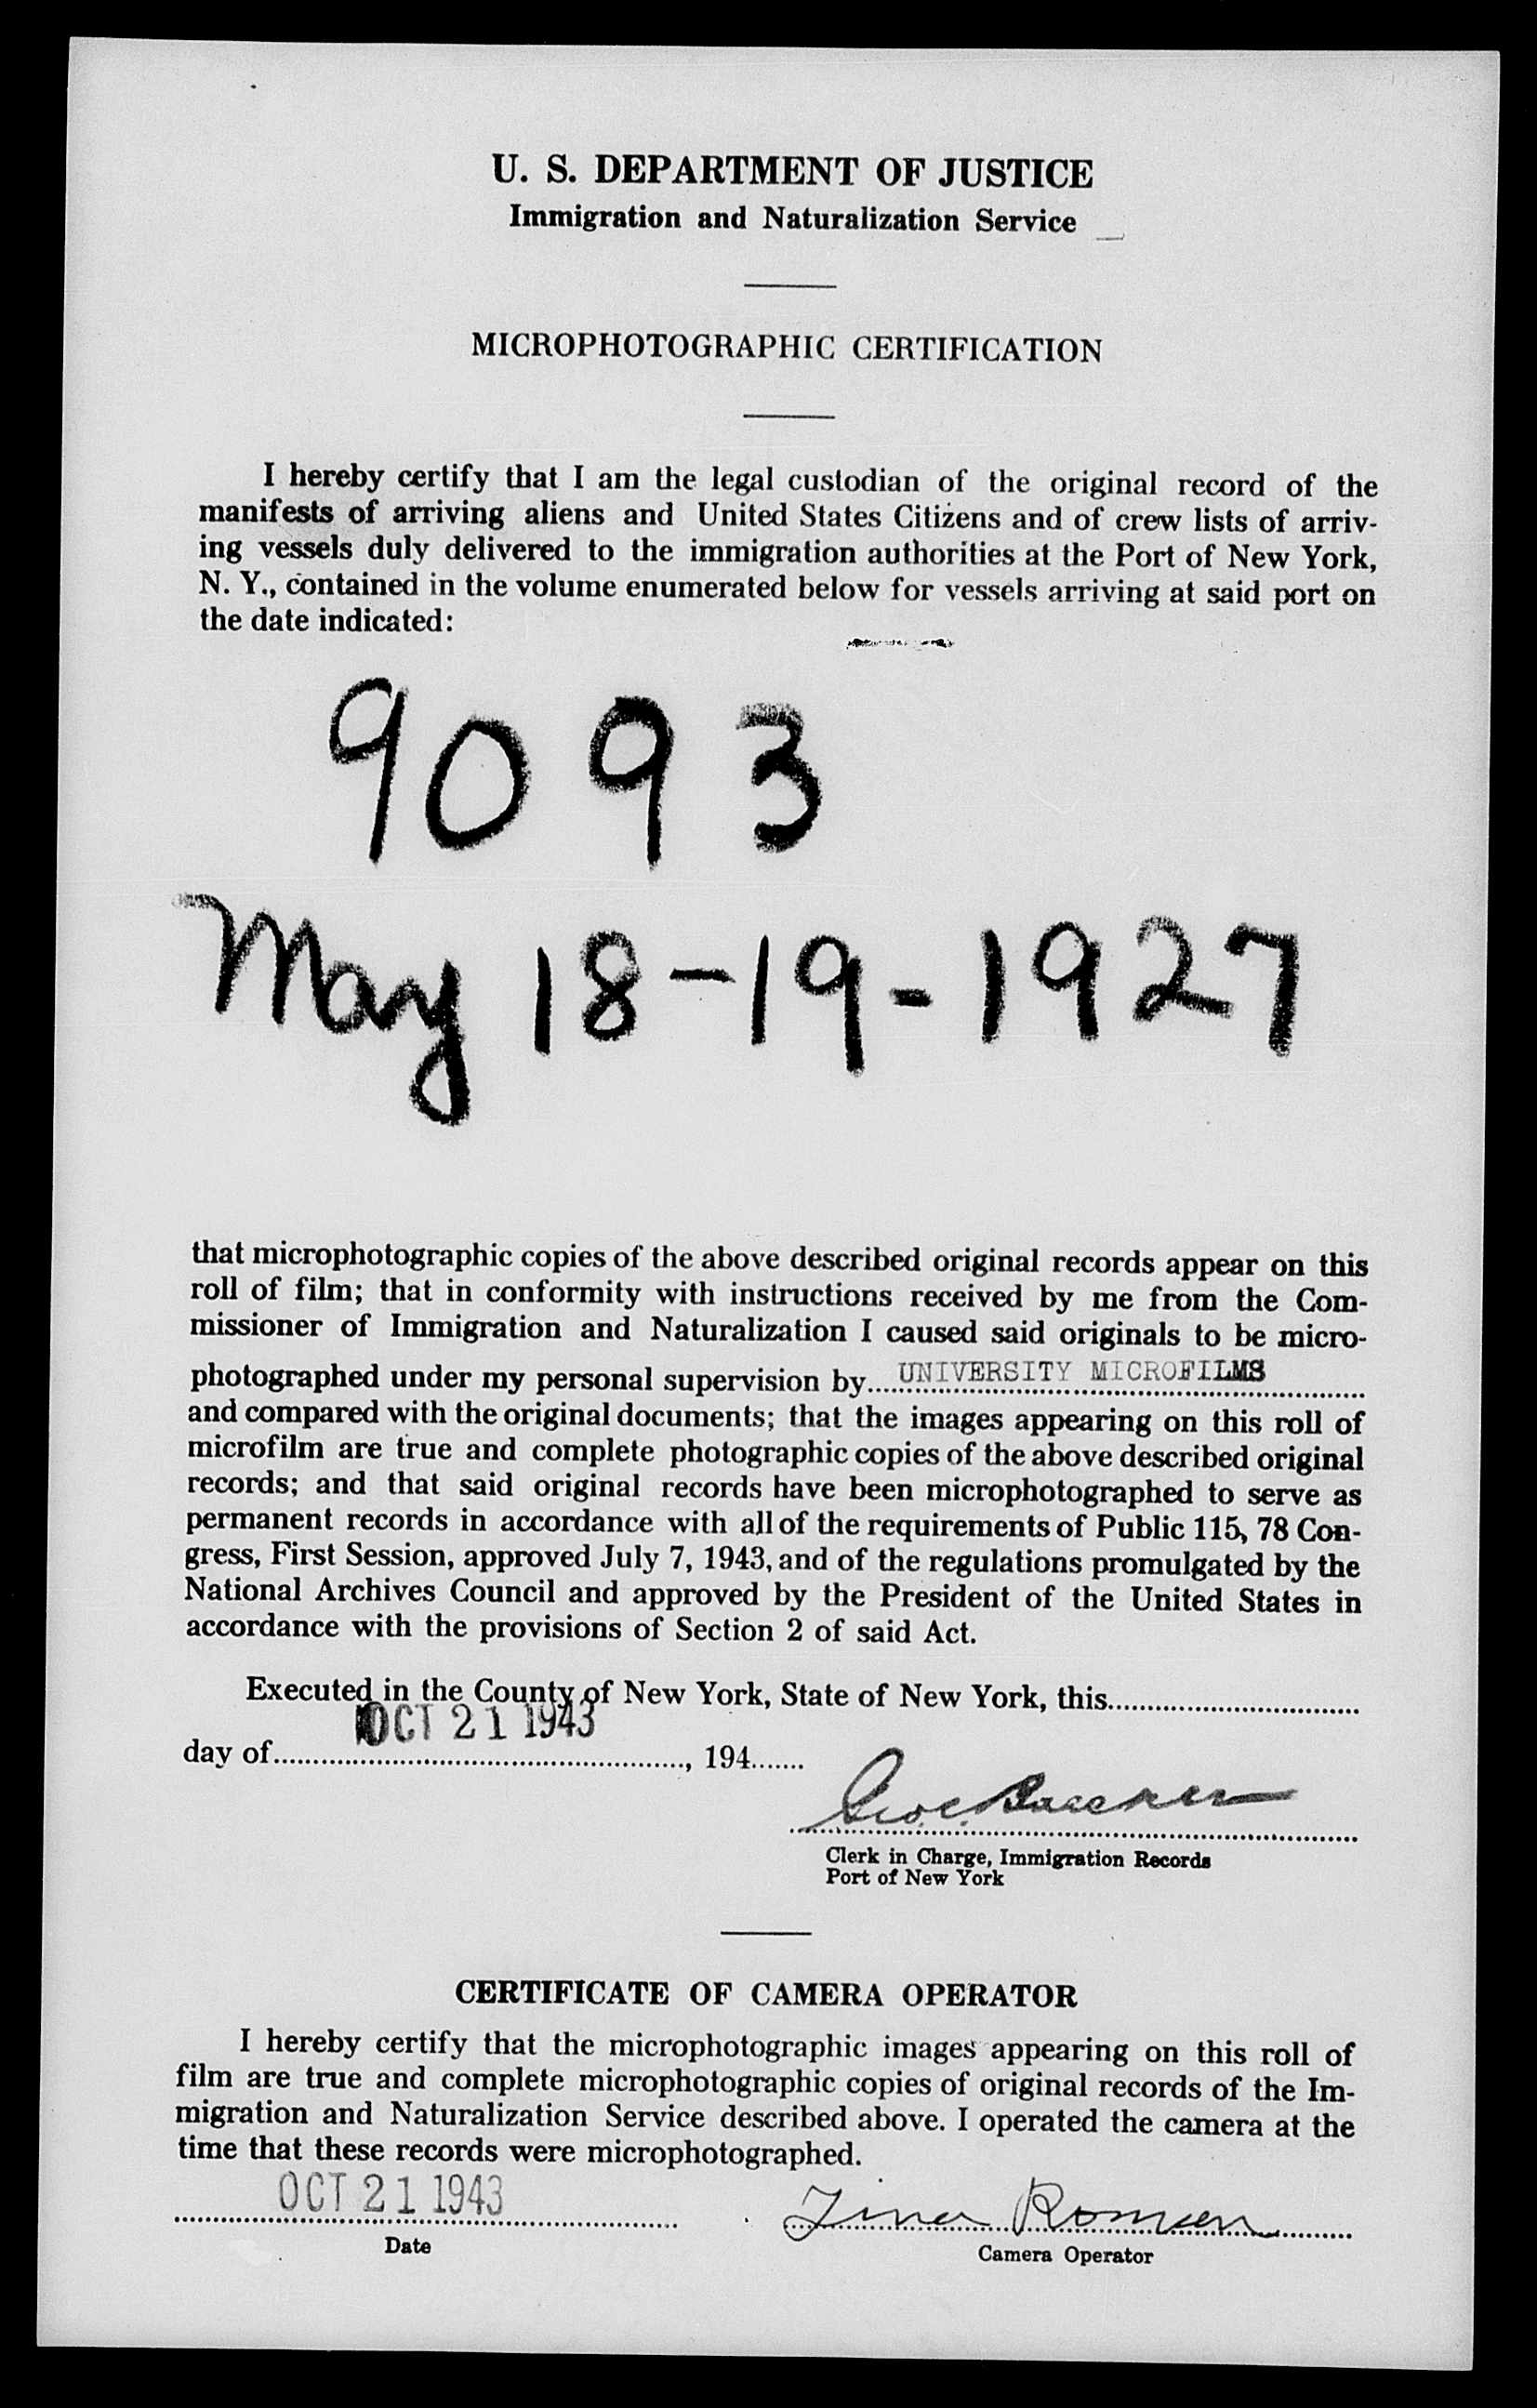 U. S. DEPARTMENT OF JUSTICE
Immigration and Naturalization Service
MICROPHOTOGRAPHIC CERTIFICATION
I hereby certify that I am the legal custodian of the original record of the
manifests of arriving aliens and United States Citizens and of crew lists of arriv-
ing vessels duly delivered to the immigration authorities at the Port of New York,
N. Y., contained in the volume enumerated below for vessels arriving at said port on
the date indicated:
9093
May 18-19-1927
that microphotographic copies of the above described original records appear on this
roll of film; that in conformity with instructions received by me from the Com-
missioner of Immigration and Naturalization I caused said originals to be micro-
photographed under my personal supervision by UNIVERSITY MICROFILMS
and compared with the original documents; that the images appearing on this roll of
microfilm are true and complete photographic copies of the above described original
records; and that said original records have been microphotographed to serve as
permanent records in accordance with all of the requirements of Public 115, 78 Con-
gress, First Session, approved July 7, 1943, and of the regulations promulgated by the
National Archives Council and approved by the President of the United States in
accordance with the provisions of Section 2 of said Act.
Executed in the County of New York, State of New York, this
OCT 21 1943
day of, 194
Clerk in Charge, Immigration Records
Port of New York
CERTIFICATE OF CAMERA OPERATOR
I hereby certify that the microphotographic images appearing on this roll of
film are true and complete microphotographic copies of original records of the Im-
migration and Naturalization Service described above. I operated the camera at the
time that these records were microphotographed.
OCT 21 1943
Date
Camera Operator